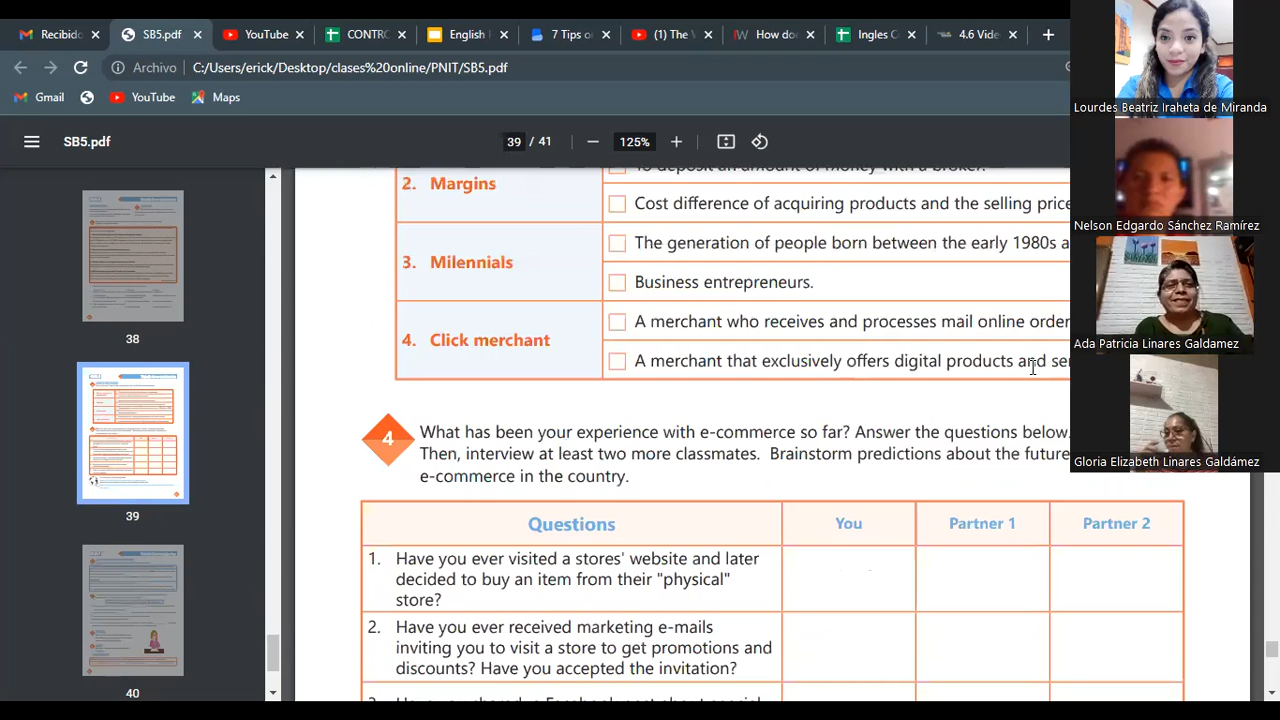 Recibido
SB5.pdf
YouTube
CONTRO
English
7 Tips o
(1) The
How do
Ingles C
4.6 Vide
Archivo
C:/Users/erick/Desktop/clases%20online/PNIT/SB5.pdf
Gmail
YouTube
Maps
SB5.pdf
39 / 41
125%
38
39
40
2. Margins
To deposit an amount of money with a broker.
Cost difference of acquiring products and the selling price
3. Milennials
The generation of people born between the early 1980s a
Business entrepreneurs.
4. Click merchant
A merchant who receives and processes mail online order
A merchant that exclusively offers digital products and se
4
What has been your experience with e-commerce so far? Answer the questions below.
Then, interview at least two more classmates. Brainstorm predictions about the future
e-commerce in the country.
Questions You Partner 1 Partner 2
1. Have you ever visited a stores' website and later
decided to buy an item from their "physical"
store?
2. Have you ever received marketing e-mails
inviting you to visit a store to get promotions and
discounts? Have you accepted the invitation?
Lourdes Beatriz Iraheta de Miranda
Nelson Edgardo Sánchez Ramírez
Ada Patricia Linares Galdamez
Gloria Elizabeth Linares Galdámez